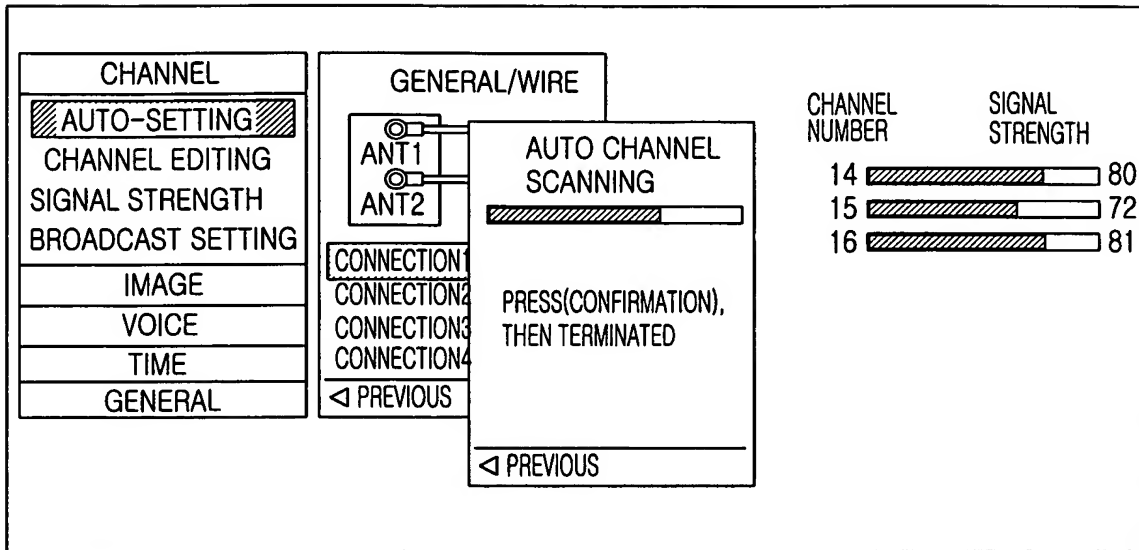 CHANNEL
AUTO-SETTING
CHANNEL EDITING
SIGNAL STRENGTH
BROADCAST SETTING
IMAGE
VOICE
TIME
GENERAL
GENERAL/WIRE
ANT1
ANT2
CONNECTION1
CONNECTION2
CONNECTION3
CONNECTION4
◁ PREVIOUS
AUTO CHANNEL
SCANNING
PRESS(CONFIRMATION),
THEN TERMINATED
◁ PREVIOUS
CHANNEL NUMBER
SIGNAL STRENGTH
14 80
15 72
16 81